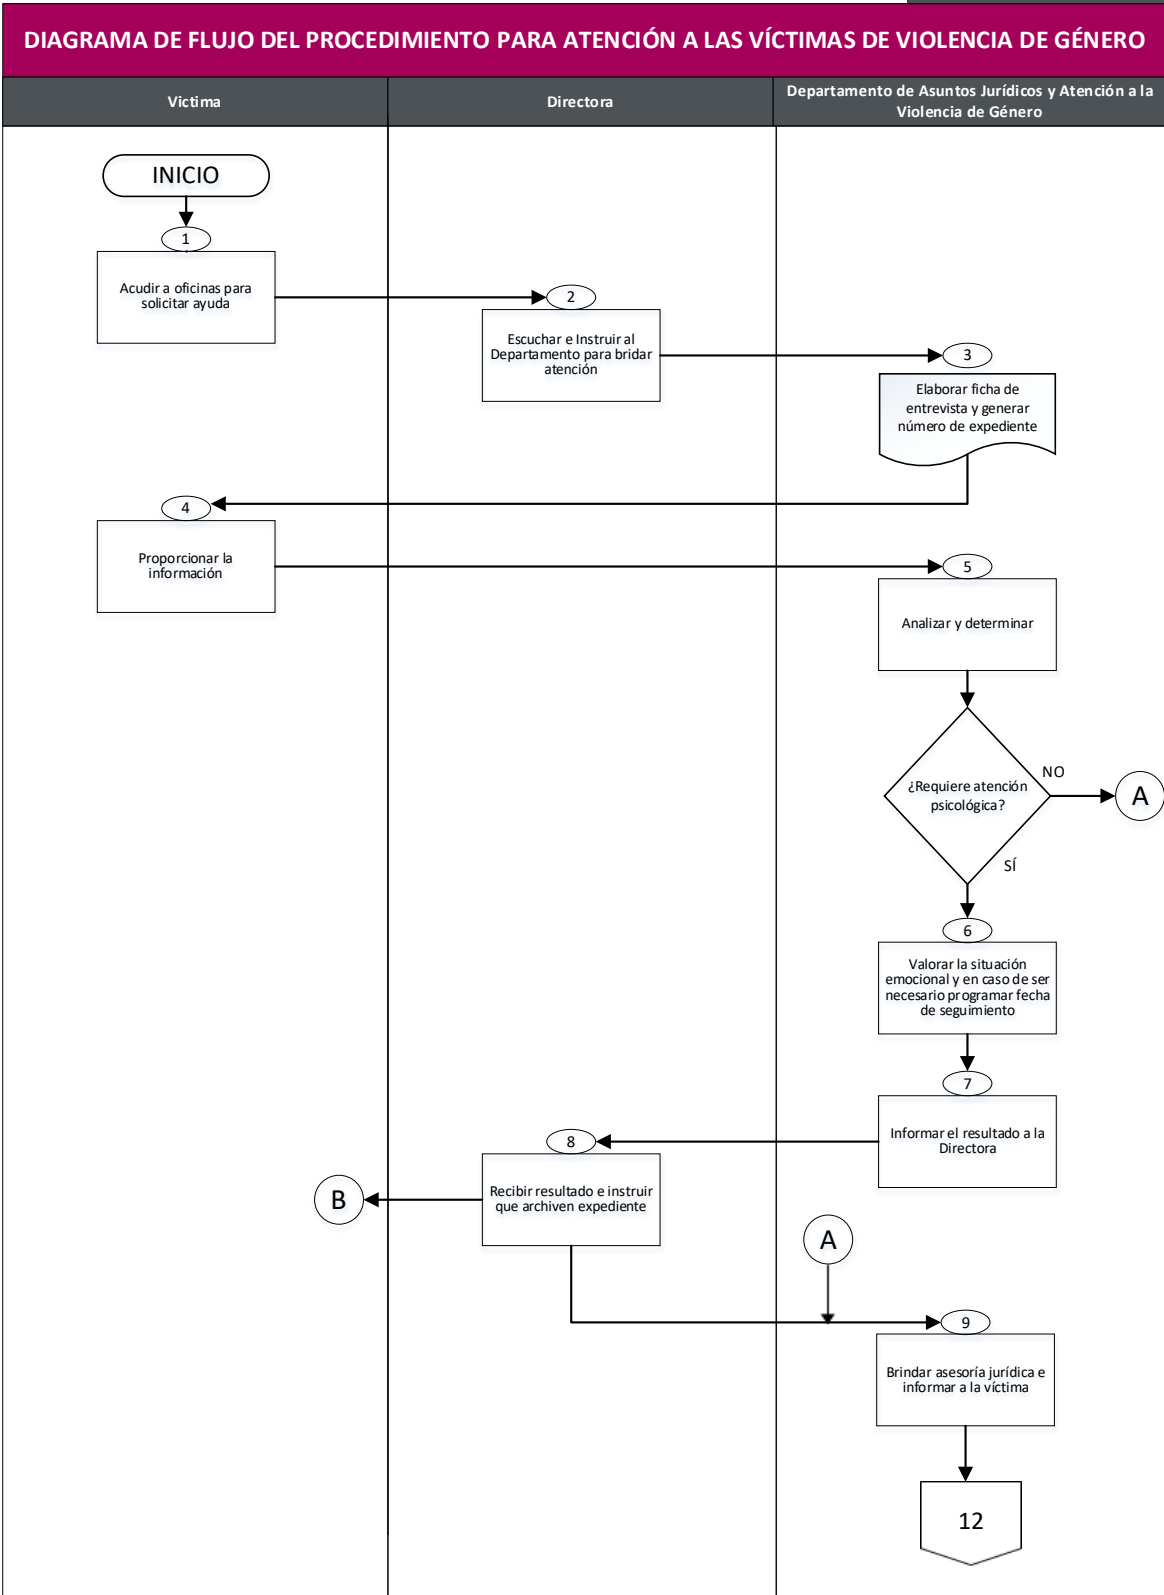 DIAGRAMA DE FLUJO DEL PROCEDIMIENTO PARA ATENCIÓN A LAS VÍCTIMAS DE VIOLENCIA DE GÉNERO
Victima
Directora
Departamento de Asuntos Jurídicos y Atención a la
Violencia de Género
INICIO
1
Acudir a oficinas para
solicitar ayuda
2
Escuchar e Instruir al
Departamento para bridar
atención
3
Elaborar ficha de
entrevista y generar
número de expediente
4
Proporcionar la
información
5
Analizar y determinar
¿Requiere atención
psicológica?
NO
A
SÍ
6
Valorar la situación
emocional y en caso de ser
necesario programar fecha
de seguimiento
7
Informar el resultado a la
Directora
8
Recibir resultado e instruir
que archiven expediente
B
A
9
Brindar asesoría jurídica e
informar a la víctima
12